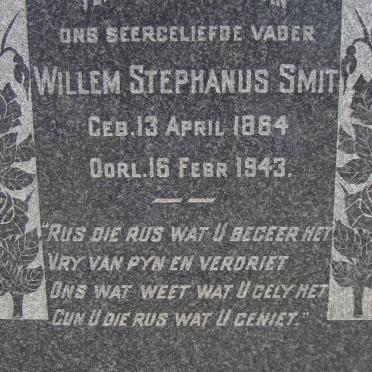 ONS SEERGELIEFDE VADER
WILLEM STEPHANUS SMIT
GEB. 13 APRIL 1864
OORL. 16 FEBR 1943.
"RUS DIE RUS WAT U BEGEER HET
VRY VAN PYN EN VERDRIET
ONS WAT WEET WAT U GELY HET
GUN U DIE RUS WAT U GENIET."